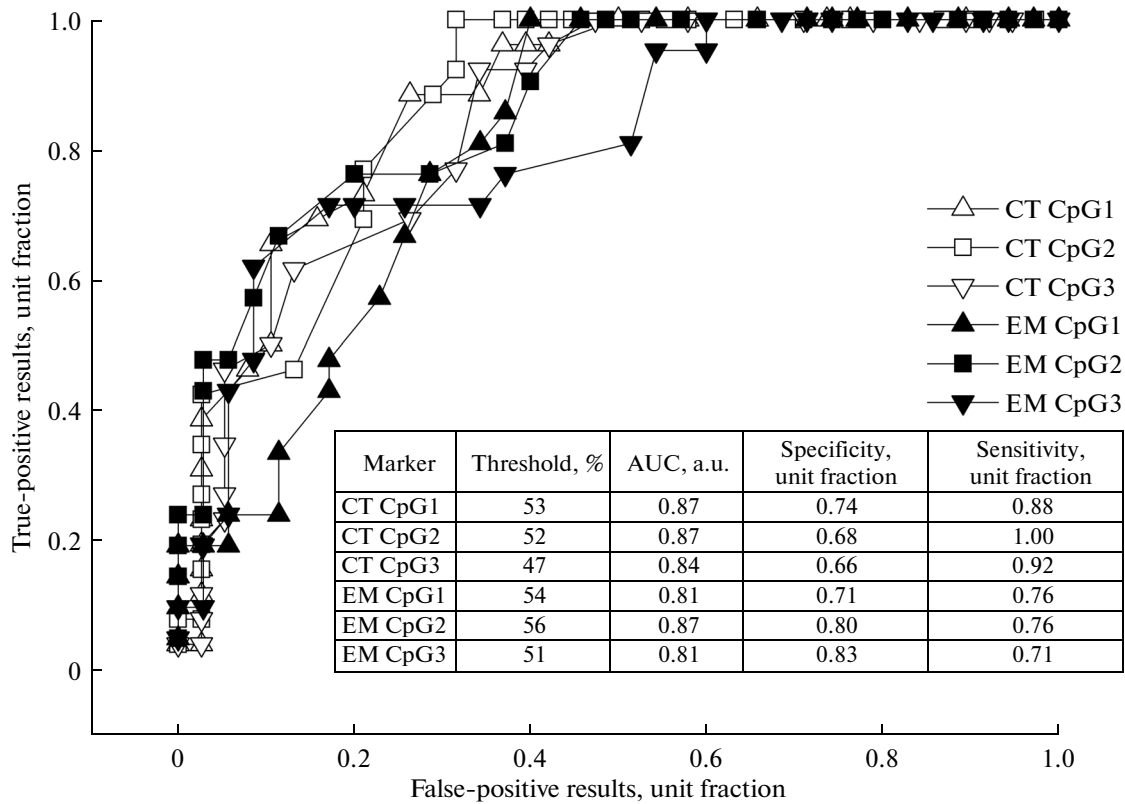 1.0
0.8
0.6
0.4
0.2
0
True-positive results, unit fraction
CT CpG1
CT CpG2
CT CpG3
EM CpG1
EM CpG2
EM CpG3
Marker Threshold, % AUC, a.u. Specificity, unit fraction Sensitivity, unit fraction
CT CpG1 53 0.87 0.74 0.88
CT CpG2 52 0.87 0.68 1.00
CT CpG3 47 0.84 0.66 0.92
EM CpG1 54 0.81 0.71 0.76
EM CpG2 56 0.87 0.80 0.76
EM CpG3 51 0.81 0.83 0.71
0 0.2 0.4 0.6 0.8 1.0
False-positive results, unit fraction